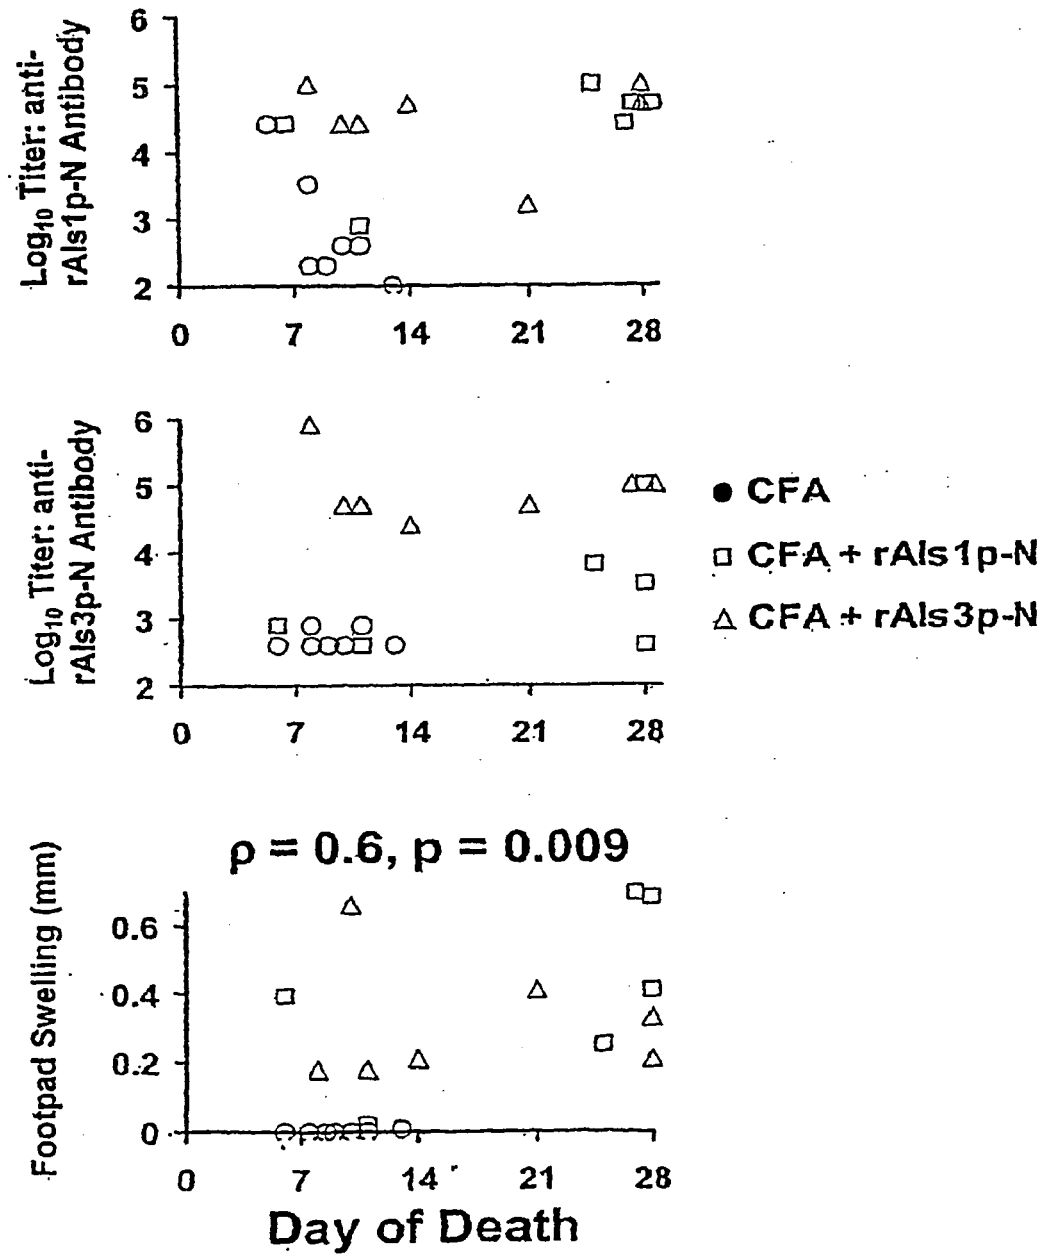 Log10 Titer: anti-
rAls1p-N Antibody
6
5
4
3
2
0 7 14 21 28
Log10 Titer: anti-
rAls3p-N Antibody
6
5
4
3
2
0 7 14 21 28
CFA
CFA + rAls1p-N
CFA + rAls3p-N
ρ = 0.6, p = 0.009
Footpad Swelling (mm)
0.6
0.4
0.2
0
0 7 14 21 28
Day of Death